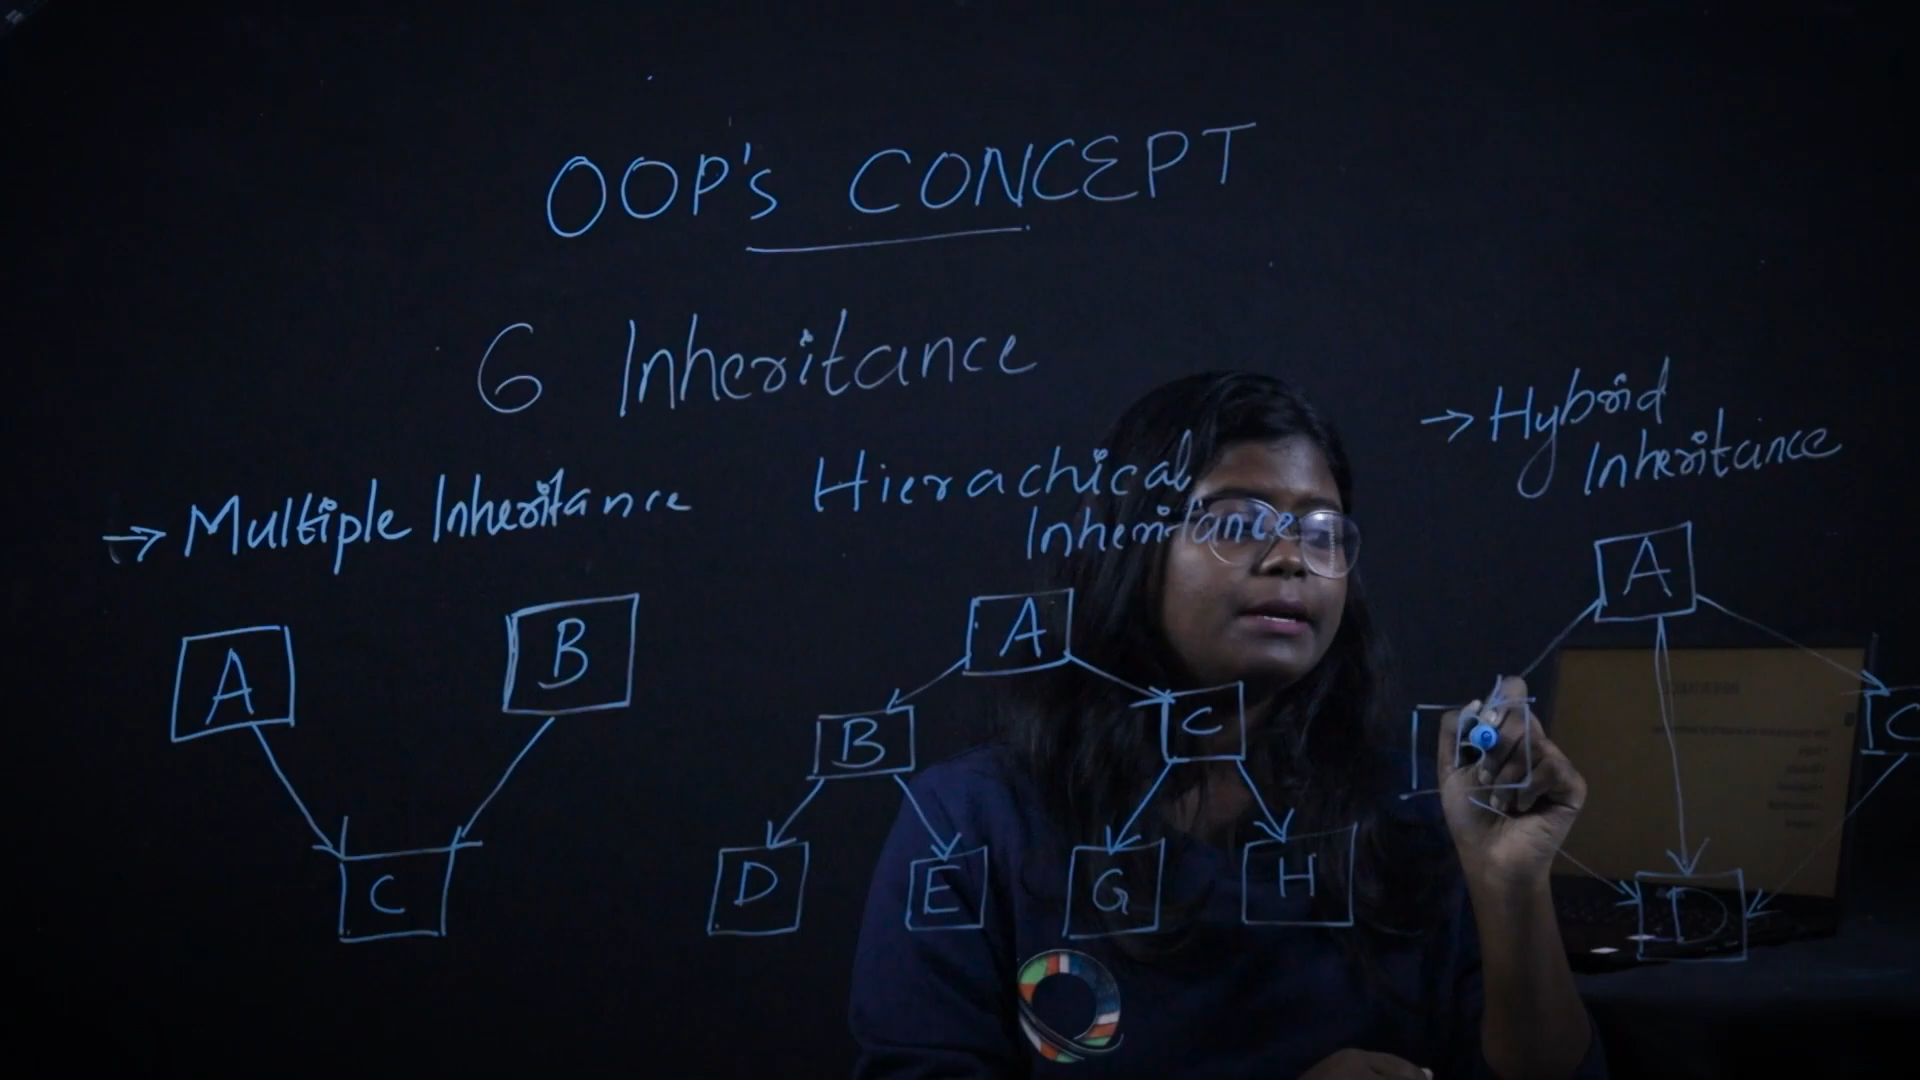 OOP's CONCEPT
6 Inheritance
→ Multiple Inheritance
A
B
C
Hierachical
Inheritance
A
B
C
D
E
G
H
→ Hybrid
Inheritance
A
C
D